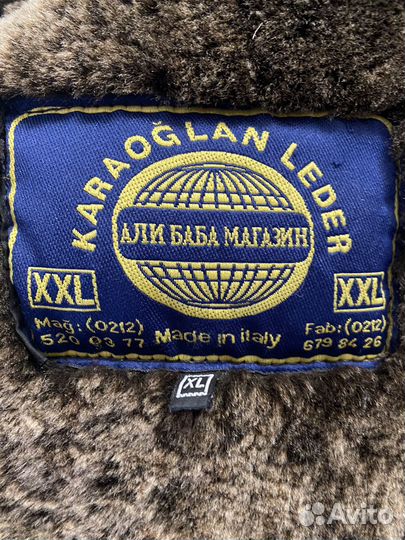 KARAOĞLAN LEDER
АЛИ БАБА МАГАЗИН
XXL
XXL
Mağ: (0212)
520 03 77
Made in italy
Fab: (0212)
679 84 26
XL
Avito